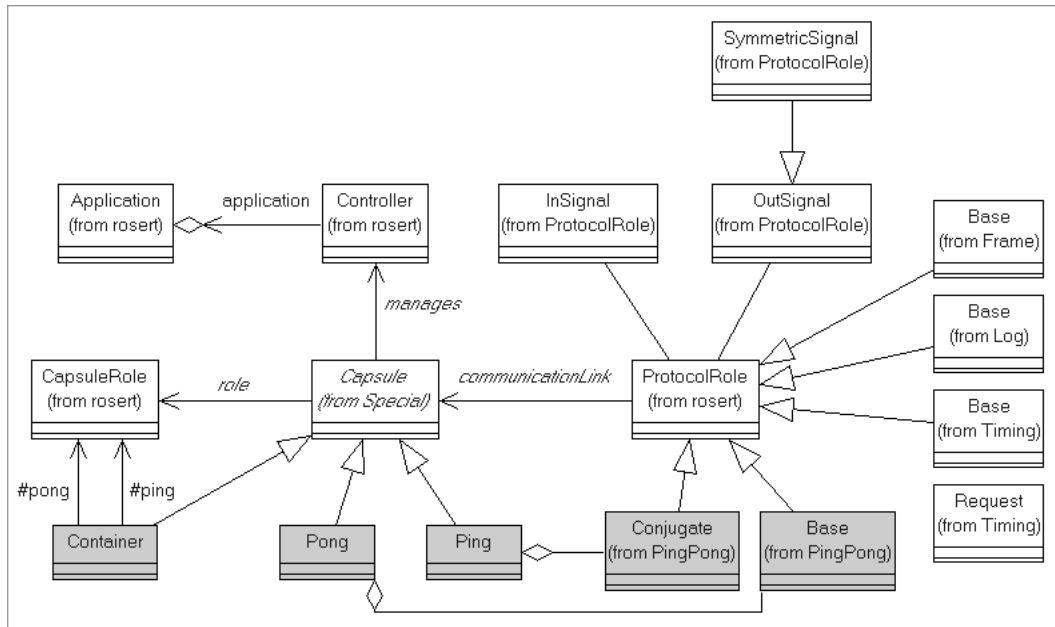 SymmetricSignal
(from ProtocolRole)
Application
(from rosert)
application
Controller
(from rosert)
InSignal
(from ProtocolRole)
OutSignal
(from ProtocolRole)
Base
(from Frame)
manages
Base
(from Log)
CapsuleRole
(from rosert)
role
Capsule
(from Special)
communicationLink
ProtocolRole
(from rosert)
Base
(from Timing)
#pong
#ping
Request
(from Timing)
Container
Pong
Ping
Conjugate
(from PingPong)
Base
(from PingPong)